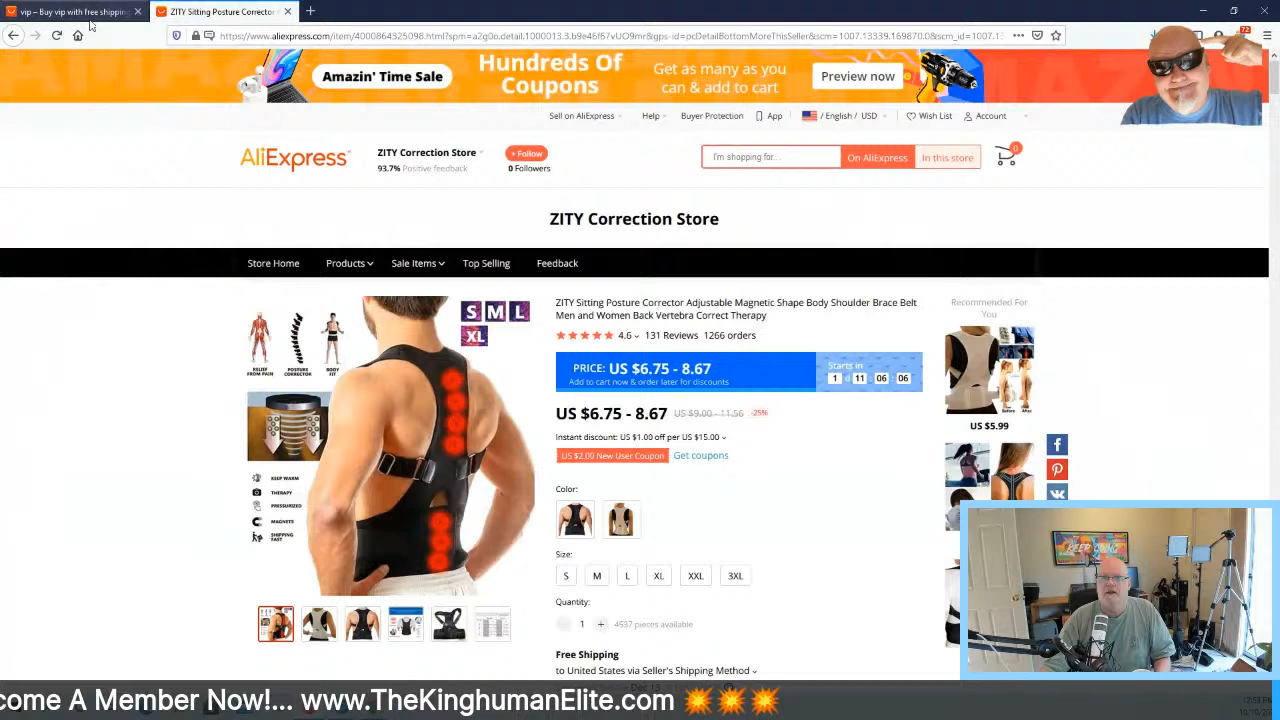 vip – Buy vip with free shipping
ZITY Sitting Posture Corrector
https://www.aliexpress.com/item/4000864325098.html?spm=a2g0o.detail.1000013.3.b9e46f67vUO9mr&gps-id=pcDetailBottomMoreThisSeller&scm=1007.13339.169870.0&scm_id=1007.13
72
Amazin' Time Sale
Hundreds Of
Coupons
Get as many as you
can & add to cart
Preview now
Sell on AliExpress
Help
Buyer Protection
App
/ English / USD
Wish List
Account
AliExpress
ZITY Correction Store
93.7% Positive feedback
+ Follow
0 Followers
I'm shopping for...
On AliExpress
In this store
0
ZITY Correction Store
Store Home
Products
Sale Items
Top Selling
Feedback
S M L
XL
RELIEF
FROM PAIN
POSTURE
CORRECTOR
BODY
FIT
KEEP WARM
THERAPY
PRESSURIZED
MAGNETS
SHIPPING
FAST
ZITY Sitting Posture Corrector Adjustable Magnetic Shape Body Shoulder Brace Belt
Men and Women Back Vertebra Correct Therapy
4.6 131 Reviews 1266 orders
PRICE: US $6.75 - 8.67
Add to cart now & order later for discounts
Starts in
1 d 11 06 06
US $6.75 - 8.67 US $9.00 - 11.56 -25%
Instant discount: US $1.00 off per US $15.00
US $2.00 New User Coupon
Get coupons
Color:
Size:
S M L XL XXL 3XL
Quantity:
1 + 4537 pieces available
Free Shipping
to United States via Seller's Shipping Method
Recommended For
You
US $5.99
KEEP GOING
come A Member Now!... www.TheKinghumanElite.com 💥💥💥